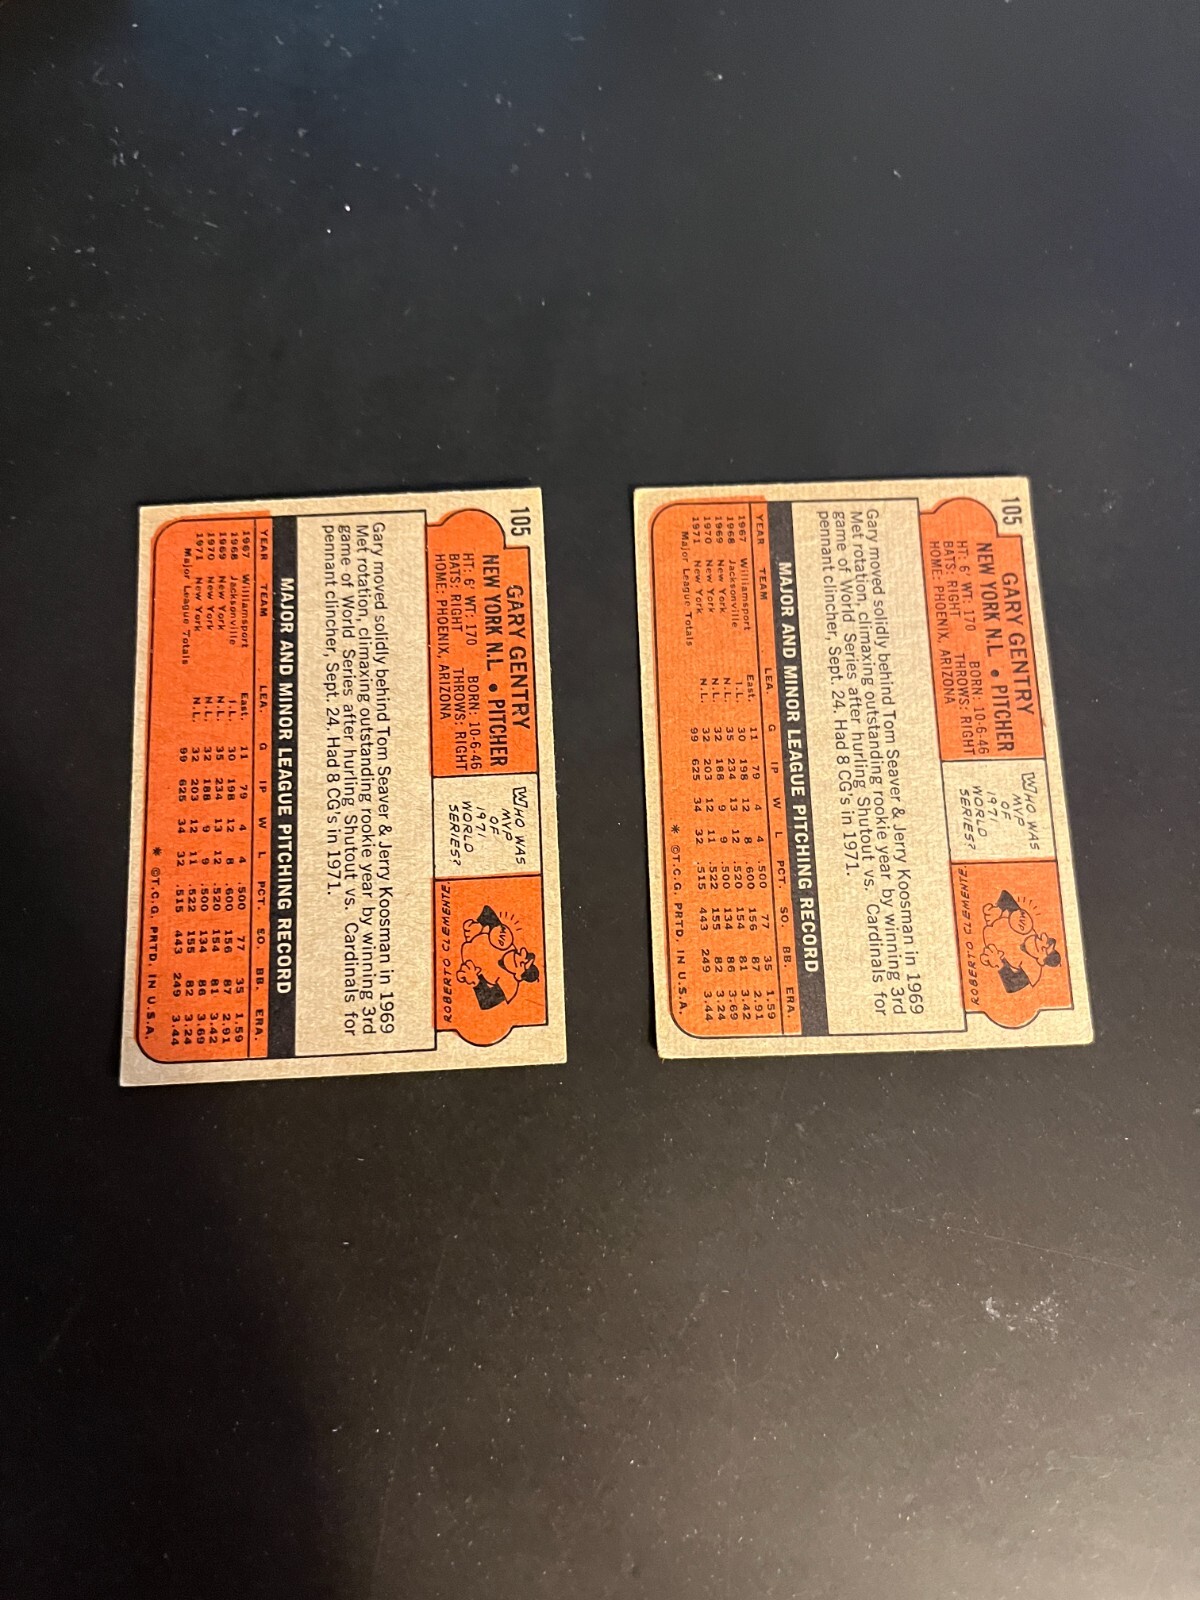 105
GARY GENTRY
NEW YORK N.L • PITCHER
HT: 6' WT: 170 BORN: 10-6-46
BATS: RIGHT THROWS: RIGHT
HOME: PHOENIX, ARIZONA
WHO WAS
MVP
OF
1971
WORLD
SERIES?
ROBERTO CLEMENTE
Gary moved solidly behind Tom Seaver & Jerry Koosman in 1969
Met rotation, climaxing outstanding rookie year by winning 3rd
game of World Series after hurling Shutout vs. Cardinals for
pennant clincher, Sept. 24. Had 8 CG's in 1971.
MAJOR AND MINOR LEAGUE PITCHING RECORD
YEAR TEAM LEA. G IP W L PCT. SO. BB. ERA.
1967 Williamsport East. 11 79 4 4 .500 77 35 1.59
1968 Jacksonville I.L. 30 198 12 8 .600 156 87 2.91
1969 New York N.L. 35 234 13 12 .520 154 81 3.42
1970 New York N.L. 32 188 9 9 .500 134 86 3.69
1971 New York N.L. 32 203 12 11 .522 155 82 3.24
Major League Totals 99 625 34 32 .515 443 249 3.44
* ©T.C.G. PRTD. IN U.S.A.
105
GARY GENTRY
NEW YORK N.L • PITCHER
HT: 6' WT: 170 BORN: 10-6-46
BATS: RIGHT THROWS: RIGHT
HOME: PHOENIX, ARIZONA
WHO WAS
MVP
OF
1971
WORLD
SERIES?
ROBERTO CLEMENTE
Gary moved solidly behind Tom Seaver & Jerry Koosman in 1969
Met rotation, climaxing outstanding rookie year by winning 3rd
game of World Series after hurling Shutout vs. Cardinals for
pennant clincher, Sept. 24. Had 8 CG's in 1971.
MAJOR AND MINOR LEAGUE PITCHING RECORD
YEAR TEAM LEA. G IP W L PCT. SO. BB. ERA.
1967 Williamsport East. 11 79 4 4 .500 77 35 1.59
1968 Jacksonville I.L. 30 198 12 8 .600 156 87 2.91
1969 New York N.L. 35 234 13 12 .520 154 81 3.42
1970 New York N.L. 32 188 9 9 .500 134 86 3.69
1971 New York N.L. 32 203 12 11 .522 155 82 3.24
Major League Totals 99 625 34 32 .515 443 249 3.44
* ©T.C.G. PRTD. IN U.S.A.